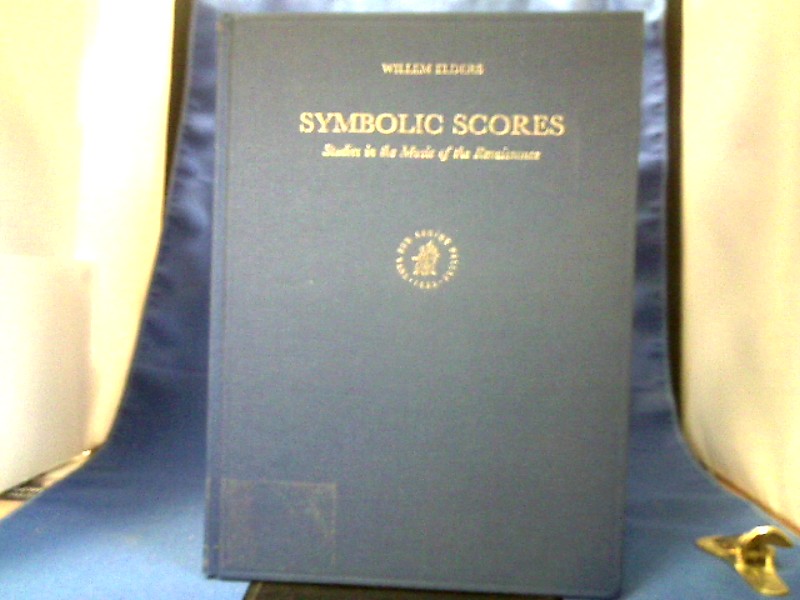 WILLEM ELDERS
SYMBOLIC SCORES
Studies in the Music of the Renaissance